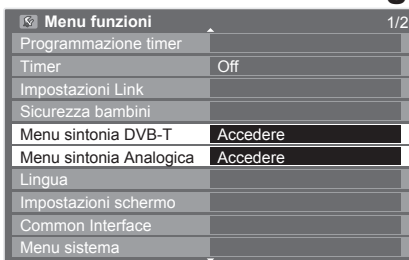 Menu funzioni 1/2
Programmazione timer
Timer Off
Impostazioni Link
Sicurezza bambini
Menu sintonia DVB-T Accedere
Menu sintonia Analogica Accedere
Lingua
Impostazioni schermo
Common Interface
Menu sistema